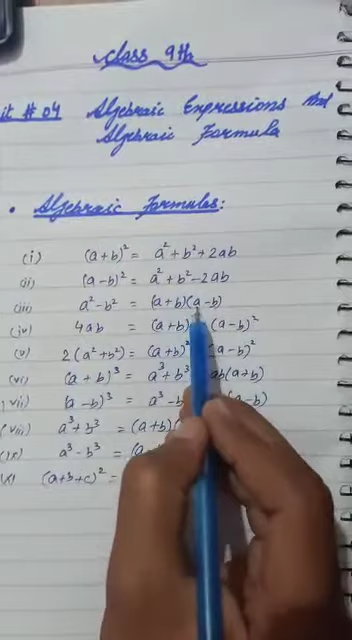 Class 9th
it # 04 Algebraic Expressions And
Algebraic Formula
• Algebraic Formulas:
(i) (a+b)² = a²+b²+2ab
(ii) (a-b)² = a²+b²-2ab
(iii) a²-b² = (a+b)(a-b)
(iv) 4ab = (a+b) (a-b)²
(v) 2(a²+b²) = (a+b)² a-b)²
(vi) (a+b)³ = a³+b³ ab(a+b)
(vii) (a-b)³ = a³-b (a-b)
(viii) a³+b³ = (a+b)(
(ix) a³-b³ = (a-
(x) (a+b+c)² =